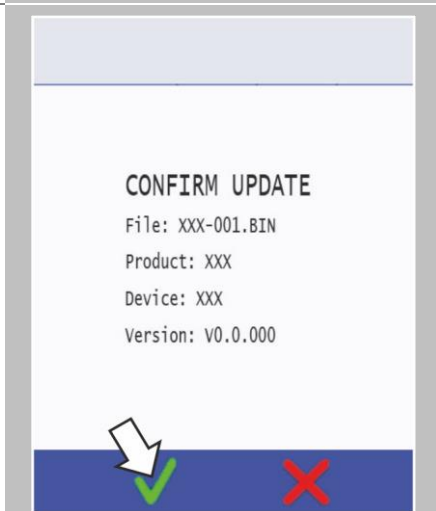 CONFIRM UPDATE
File: XXX-001.BIN
Product: XXX
Device: XXX
Version: V0.0.000